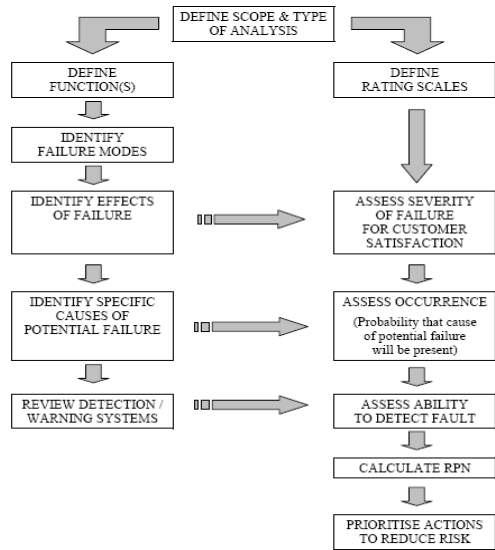 DEFINE SCOPE & TYPE
OF ANALYSIS
DEFINE
FUNCTION(S)
DEFINE
RATING SCALES
IDENTIFY
FAILURE MODES
IDENTIFY EFFECTS
OF FAILURE
ASSESS SEVERITY
OF FAILURE
FOR CUSTOMER
SATISFACTION
IDENTIFY SPECIFIC
CAUSES OF
POTENTIAL FAILURE
ASSESS OCCURRENCE
(Probability that cause
of potential failure
will be present)
REVIEW DETECTION /
WARNING SYSTEMS
ASSESS ABILITY
TO DETECT FAULT
CALCULATE RPN
PRIORITISE ACTIONS
TO REDUCE RISK